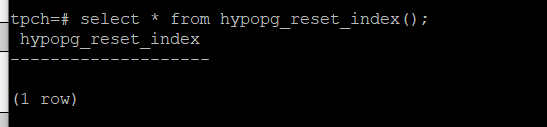 tpch=# select * from hypopg_reset_index();
 hypopg_reset_index
--------------------

(1 row)